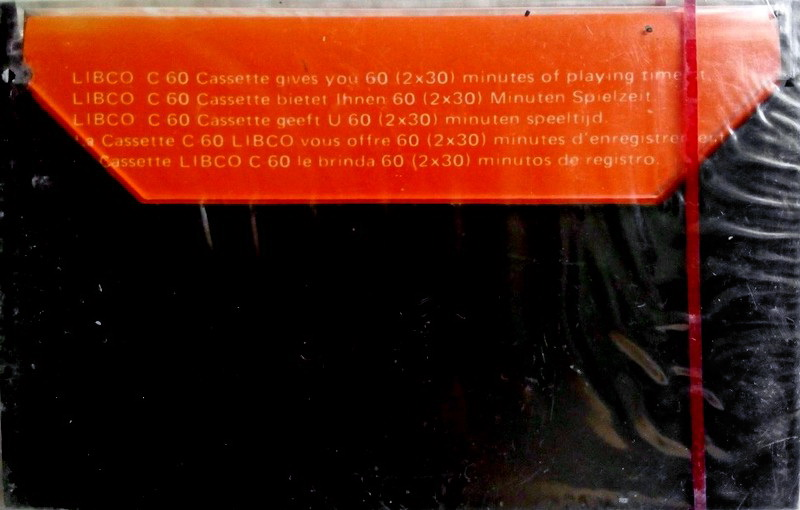 LIBCO C 60 Cassette gives you 60 (2x30) minutes of playing time
LIBCO C 60 Cassette bietet Ihnen 60 (2x30) Minuten Spielzeit.
LIBCO C 60 Cassette geeft U 60 (2x30) minuten speeltijd.
La Cassette C 60 LIBCO vous offre 60 (2x30) minutes
Cassette LIBCO C 60 le brinda 60 (2x30) minutos de registro.